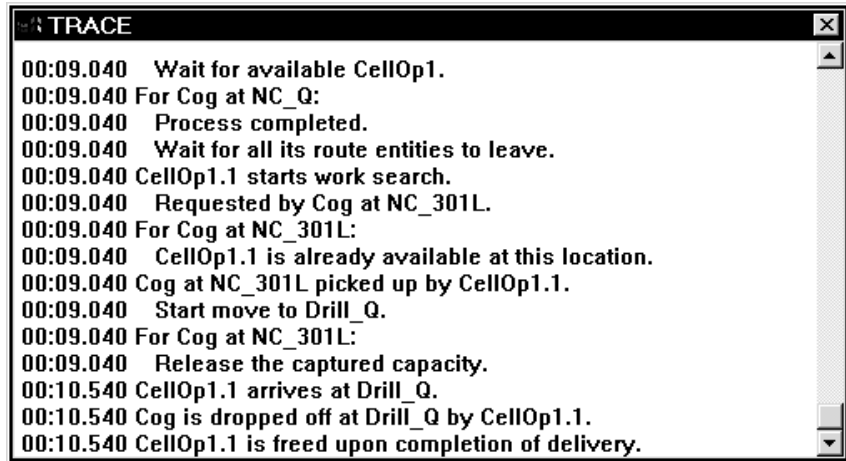 TRACE
00:09.040 Wait for available CellOp1.
00:09.040 For Cog at NC_Q:
00:09.040 Process completed.
00:09.040 Wait for all its route entities to leave.
00:09.040 CellOp1.1 starts work search.
00:09.040 Requested by Cog at NC_301L.
00:09.040 For Cog at NC_301L:
00:09.040 CellOp1.1 is already available at this location.
00:09.040 Cog at NC_301L picked up by CellOp1.1.
00:09.040 Start move to Drill_Q.
00:09.040 For Cog at NC_301L:
00:09.040 Release the captured capacity.
00:10.540 CellOp1.1 arrives at Drill_Q.
00:10.540 Cog is dropped off at Drill_Q by CellOp1.1.
00:10.540 CellOp1.1 is freed upon completion of delivery.